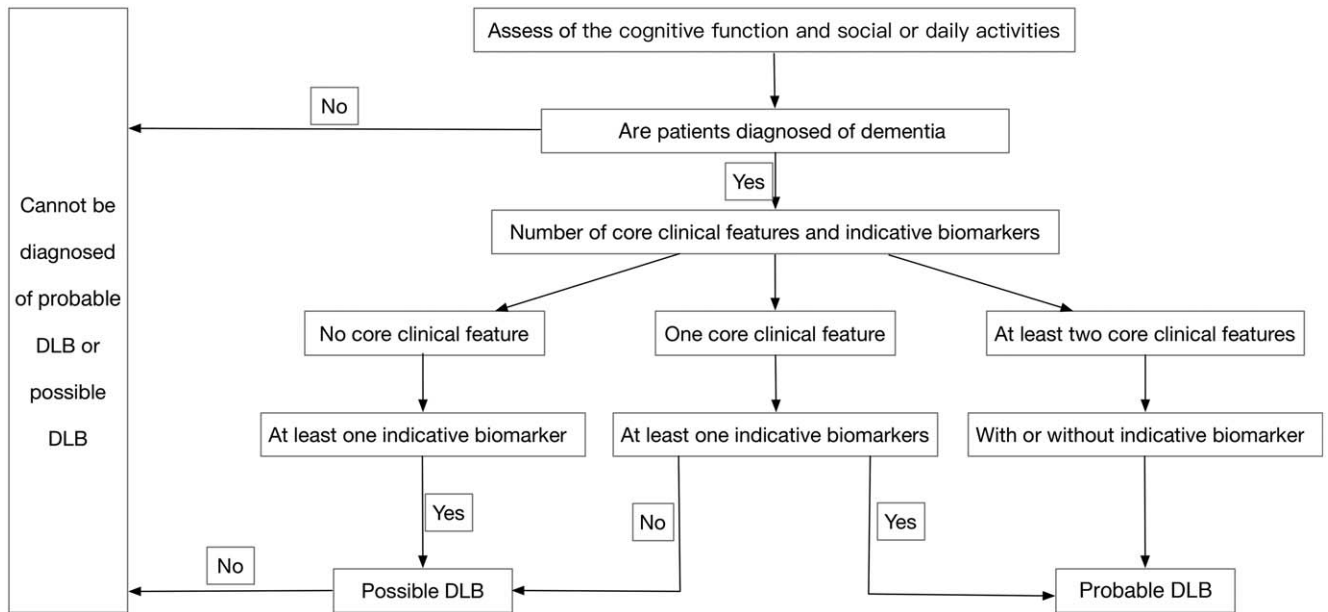 Assess of the cognitive function and social or daily activities
No
Are patients diagnosed of dementia
Yes
Cannot be
diagnosed
of probable
DLB or
possible
DLB
Number of core clinical features and indicative biomarkers
No core clinical feature
One core clinical feature
At least two core clinical features
At least one indicative biomarker
At least one indicative biomarkers
With or without indicative biomarker
Yes
No
Yes
No
Possible DLB
Probable DLB